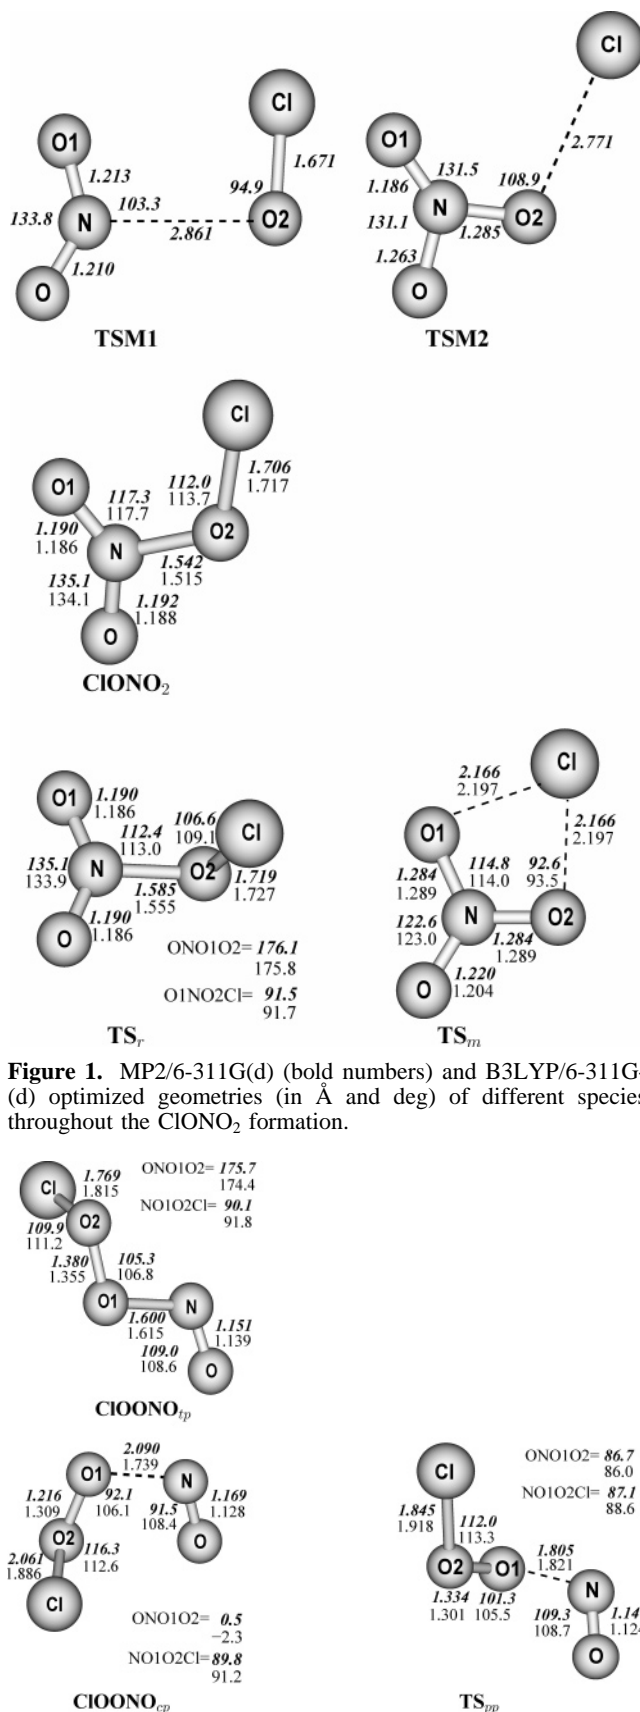 Cl
Cl
O1
O1
131.5
2.771
1.671
1.213
94.9
1.186
108.9
133.8
N
103.3
O2
131.1
N
O2
2.861
1.285
1.210
1.263
O
O
TSM1
TSM2
Cl
O1
117.3
117.7
112.0
113.7
1.706
1.717
1.190
1.186
N
O2
1.542
1.515
135.1
134.1
1.192
1.188
O
ClONO2
O1
1.190
1.186
106.6
109.1
Cl
112.4
113.0
135.1
133.9
N
O2
1.719
1.727
1.585
1.555
O
1.190
1.186
ONO1O2= 176.1
175.8
O1NO2Cl= 91.5
91.7
TSr
Cl
2.166
2.197
O1
2.166
2.197
1.284
1.289
114.8
114.0
92.6
93.5
122.6
123.0
N
O2
1.284
1.289
1.220
1.204
O
TSm
Figure 1. MP2/6-311G(d) (bold numbers) and B3LYP/6-311G-
(d) optimized geometries (in Å and deg) of different species
throughout the ClONO2 formation.
Cl
1.769
1.815
ONO1O2= 175.7
174.4
NO1O2Cl= 90.1
91.8
109.9
111.2
O2
1.380
1.355
105.3
106.8
O1
N
1.600
1.615
1.151
1.139
109.0
108.6
O
ClOONOtp
2.090
1.739
O1
N
1.216
1.309
92.1
106.1
91.5
108.4
1.169
1.128
O2
O
2.061
1.886
116.3
112.6
Cl
ONO1O2= 0.5
−2.3
NO1O2Cl= 89.8
91.2
ClOONOcp
ONO1O2= 86.7
86.0
NO1O2Cl= 87.1
88.6
Cl
1.845
1.918
112.0
113.3
1.805
1.821
O2
O1
N
1.334
1.301
101.3
105.5
109.3
108.7
1.124
O
TSpp